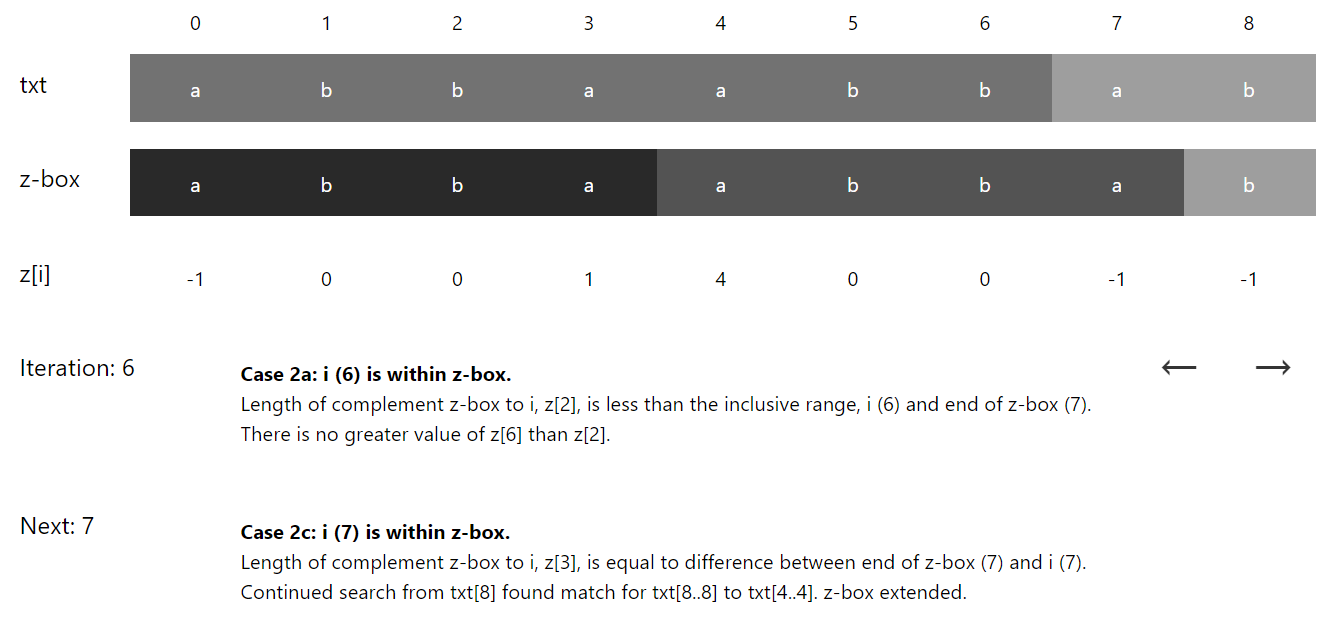 0 1 2 3 4 5 6 7 8
txt a b b a a b b a b
z-box a b b a a b b a b
z[i] -1 0 0 1 4 0 0 -1 -1
Iteration: 6
Case 2a: i (6) is within z-box.
Length of complement z-box to i, z[2], is less than the inclusive range, i (6) and end of z-box (7).
There is no greater value of z[6] than z[2].
Next: 7
Case 2c: i (7) is within z-box.
Length of complement z-box to i, z[3], is equal to difference between end of z-box (7) and i (7).
Continued search from txt[8] found match for txt[8..8] to txt[4..4]. z-box extended.